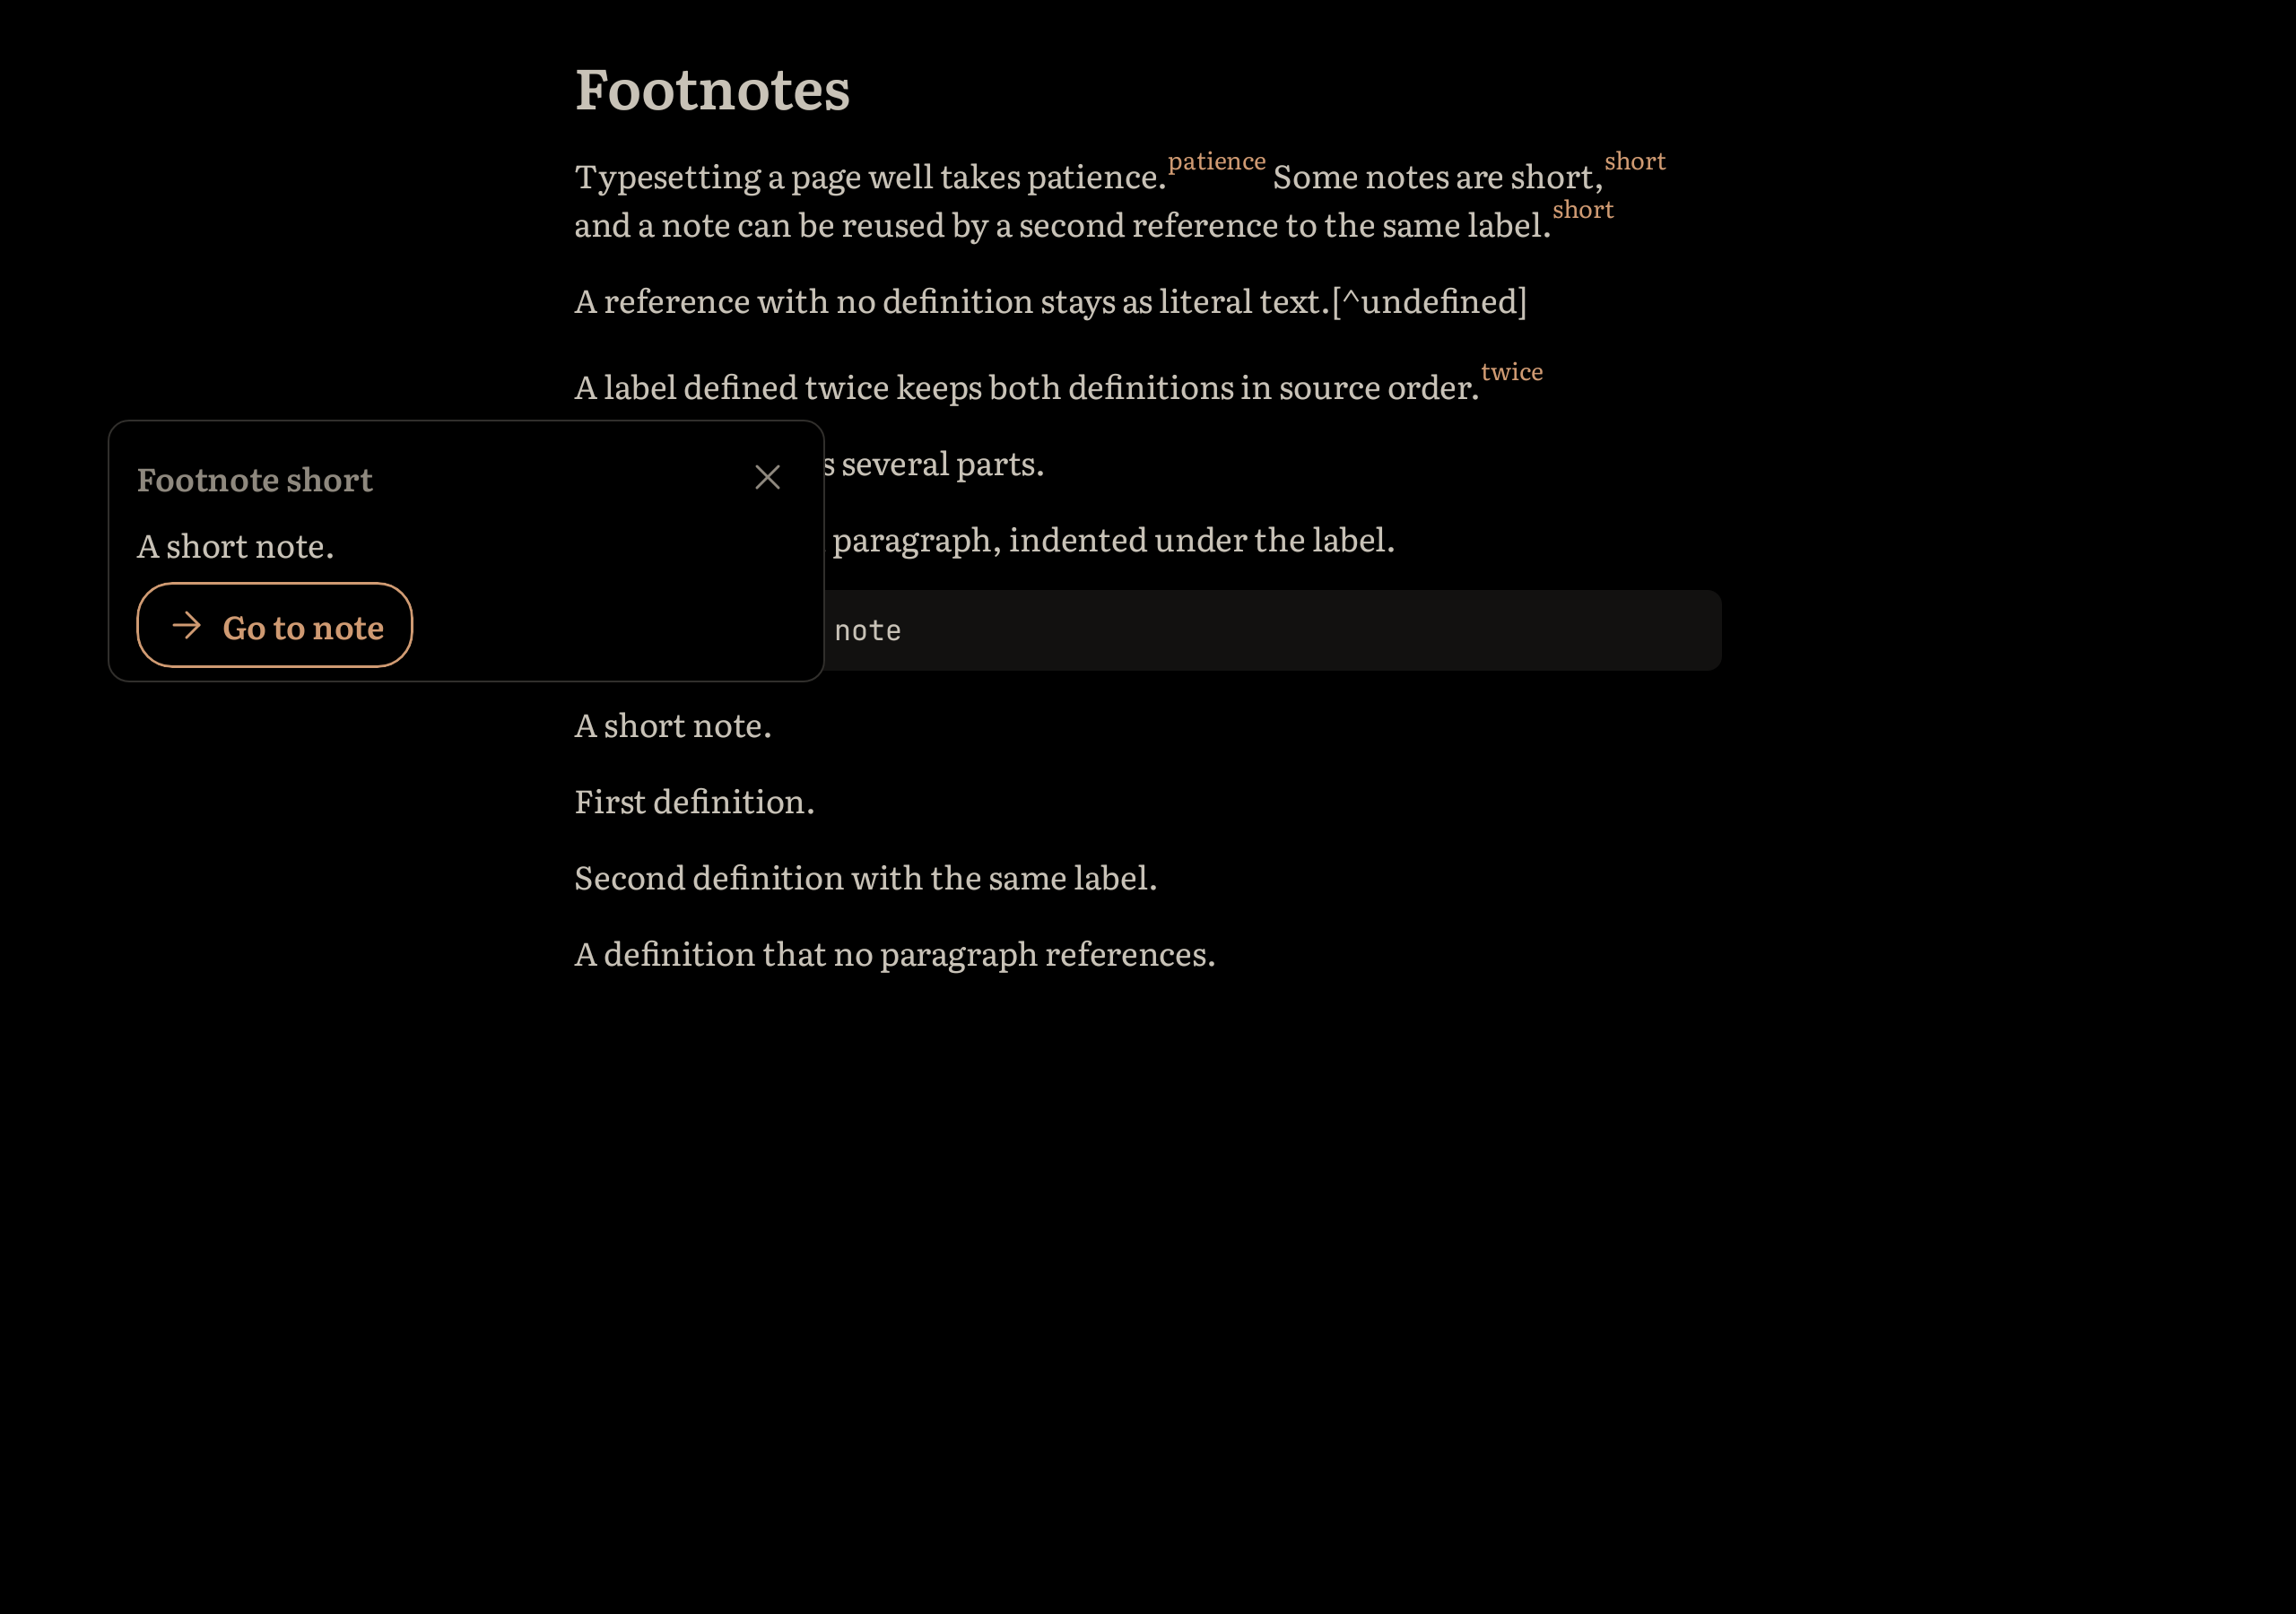 Footnotes
Typesetting a page well takes patience.patience Some notes are short,short
and a note can be reused by a second reference to the same label.short
A reference with no definition stays as literal text.[^undefined]
A label defined twice keeps both definitions in source order.twice
several parts.
Footnote short
A short note.
paragraph, indented under the label.
Go to note
note
A short note.
First definition.
Second definition with the same label.
A definition that no paragraph references.